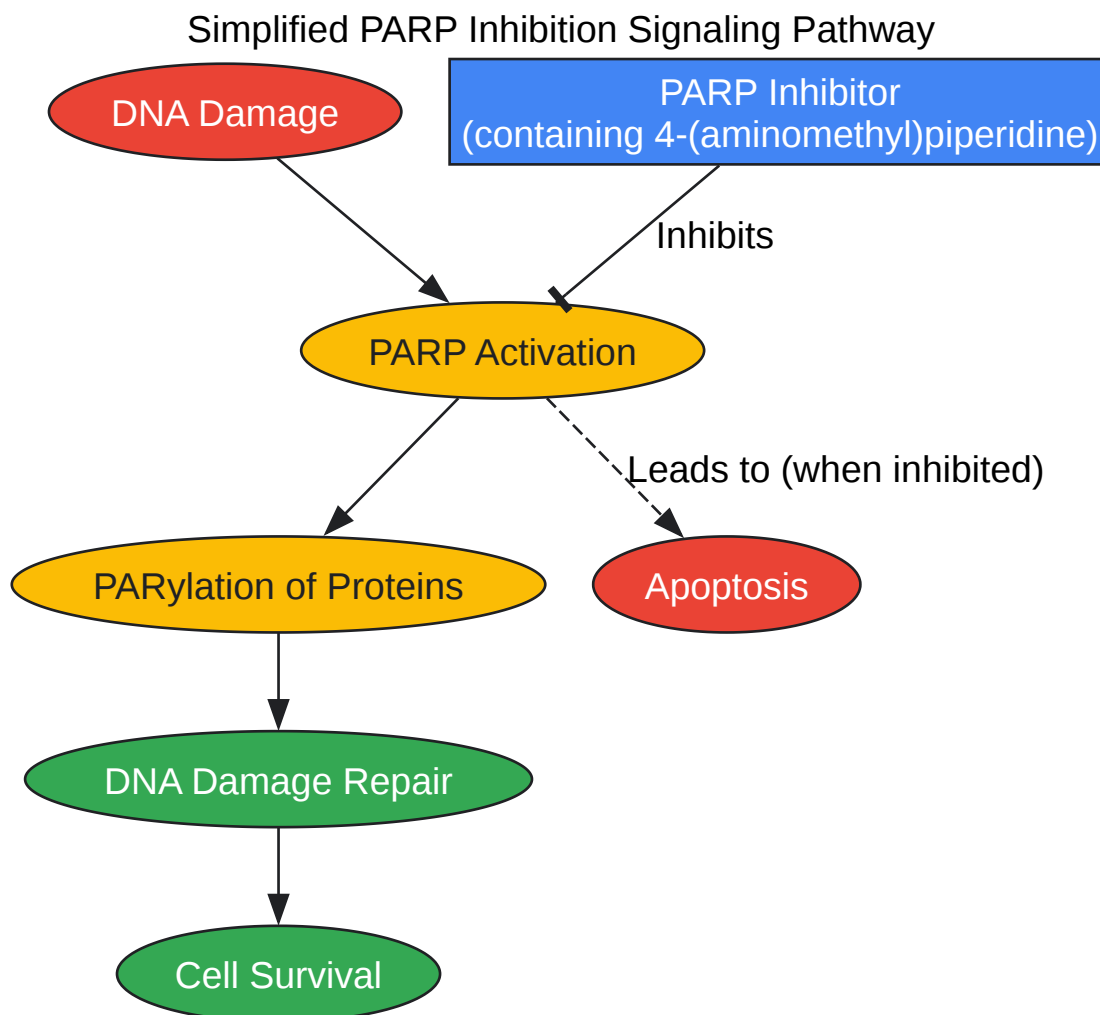 Simplified PARP Inhibition Signaling Pathway
DNA Damage
PARP Inhibitor
(containing 4-(aminomethyl)piperidine)
Inhibits
PARP Activation
Leads to (when inhibited)
PARylation of Proteins
Apoptosis
DNA Damage Repair
Cell Survival